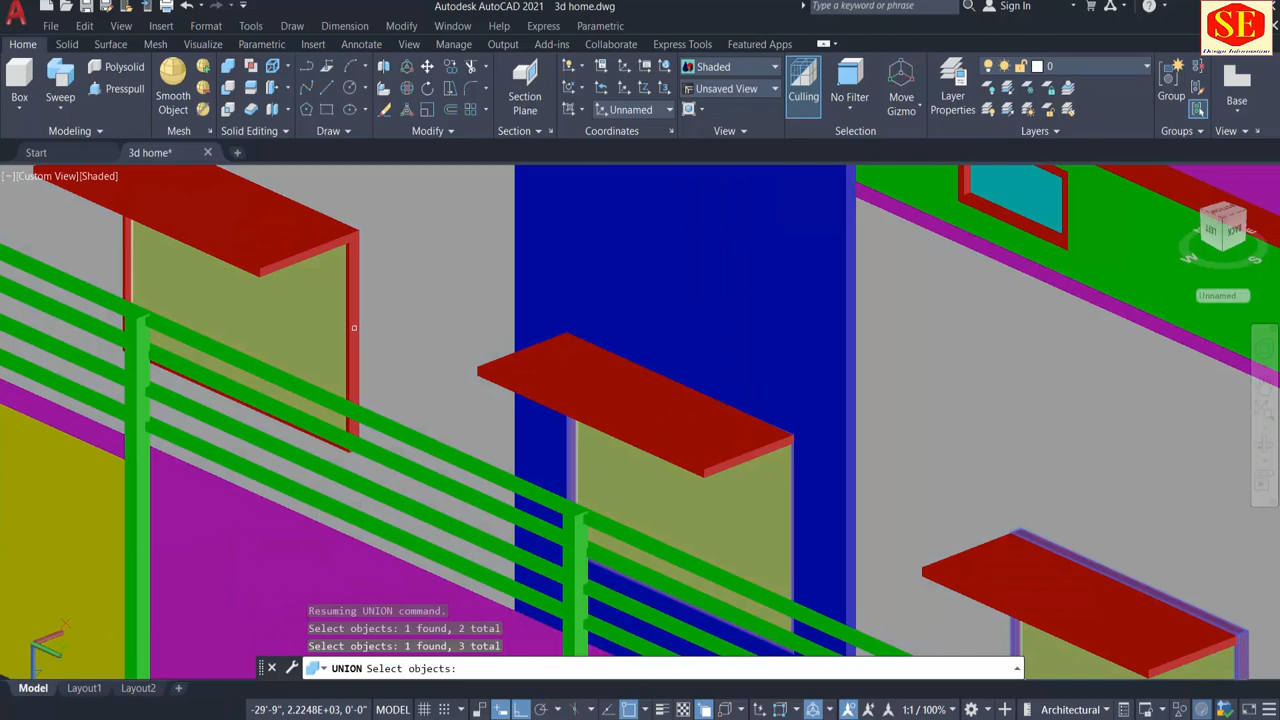 Autodesk AutoCAD 2021 3d home.dwg
Type a keyword or phrase
Sign In
SE
Design Information
File Edit View Insert Format Tools Draw Dimension Modify Window Help Express Parametric
Home Solid Surface Mesh Visualize Parametric Insert Annotate View Manage Output Add-ins Collaborate Express Tools Featured Apps
Box
Sweep
Polysolid
Presspull
Smooth Object
Section Plane
Unnamed
Shaded
Unsaved View
Culling
No Filter
Move Gizmo
Layer Properties
0
Group
Base
Modeling Mesh Solid Editing Draw Modify Section Coordinates View Selection Layers Groups View
Start 3d home*
[−][Custom View][Shaded]
LEFT
BACK
W
S
Unnamed
Resuming UNION command.
Select objects: 1 found, 2 total
Select objects: 1 found, 3 total
UNION Select objects:
Model Layout1 Layout2
-29'-9", 2.2248E+03, 0'-0" MODEL
1:1 / 100%
Architectural